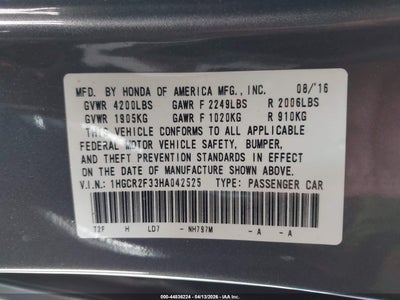 MFD. BY HONDA OF AMERICA MFG., INC. 08/'16
GVWR 4200LBS GAWR F 2249LBS R 2006LBS
GVWR 1905KG GAWR F 1020KG R 910KG
THIS VEHICLE CONFORMS TO ALL APPLICABLE
FEDERAL MOTOR VEHICLE SAFETY, BUMPER,
AND THEFT PREVENTION STANDARDS IN EFFECT
ON THE DATE OF MANUFACTURE SHOWN ABOVE.
V.I.N.: 1HGCR2F33HA042525 TYPE: PASSENGER CAR
T2F H LD7 - NH797M - A - A
000-44836224 - 04/13/2026 - IAA Inc.